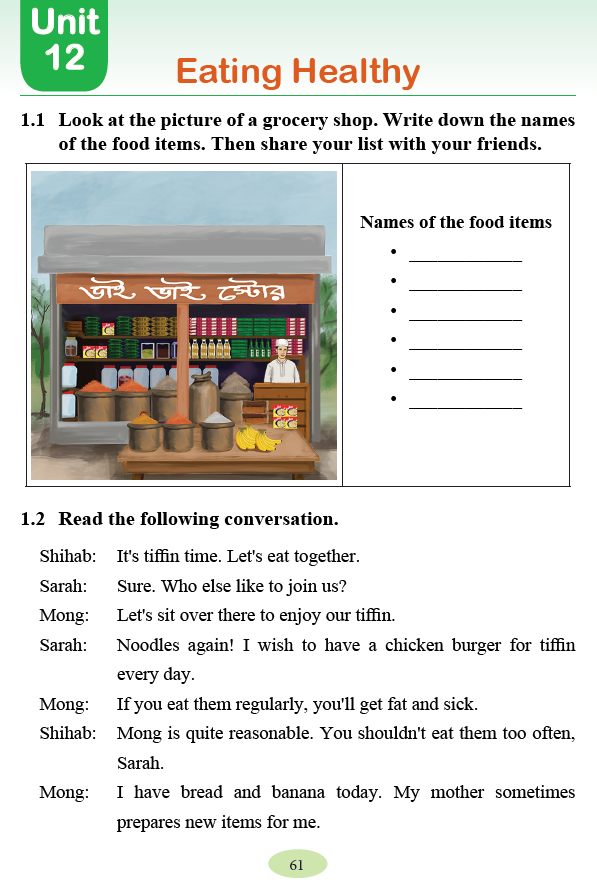 Unit
12
Eating Healthy
1.1 Look at the picture of a grocery shop. Write down the names
of the food items. Then share your list with your friends.
ভাই ভাই স্টোর
Names of the food items
• ____________
• ____________
• ____________
• ____________
• ____________
• ____________
1.2 Read the following conversation.
Shihab: It's tiffin time. Let's eat together.
Sarah: Sure. Who else like to join us?
Mong: Let's sit over there to enjoy our tiffin.
Sarah: Noodles again! I wish to have a chicken burger for tiffin
every day.
Mong: If you eat them regularly, you'll get fat and sick.
Shihab: Mong is quite reasonable. You shouldn't eat them too often,
Sarah.
Mong: I have bread and banana today. My mother sometimes
prepares new items for me.
61